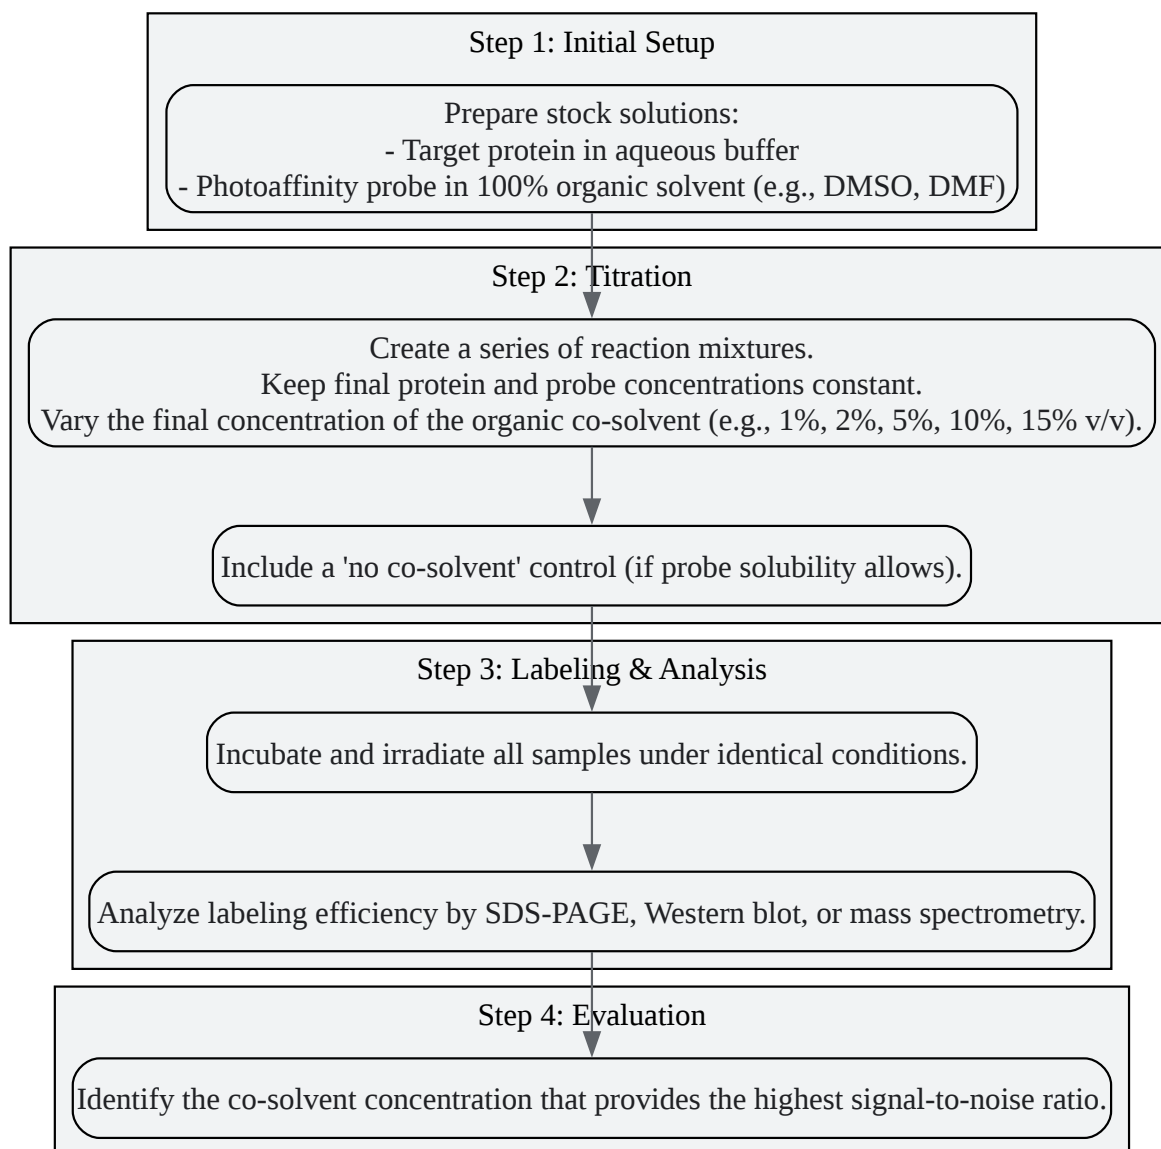 Step 1: Initial Setup
Prepare stock solutions:
- Target protein in aqueous buffer
- Photoaffinity probe in 100% organic solvent (e.g., DMSO, DMF)
Step 2: Titration
Create a series of reaction mixtures.
Keep final protein and probe concentrations constant.
Vary the final concentration of the organic co-solvent (e.g., 1%, 2%, 5%, 10%, 15% v/v).
Include a 'no co-solvent' control (if probe solubility allows).
Step 3: Labeling & Analysis
Incubate and irradiate all samples under identical conditions.
Analyze labeling efficiency by SDS-PAGE, Western blot, or mass spectrometry.
Step 4: Evaluation
Identify the co-solvent concentration that provides the highest signal-to-noise ratio.